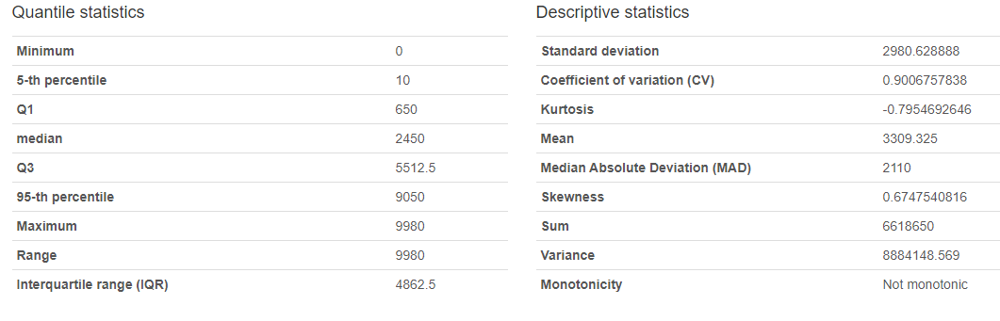 Quantile statistics
Minimum 0
5-th percentile 10
Q1 650
median 2450
Q3 5512.5
95-th percentile 9050
Maximum 9980
Range 9980
Interquartile range (IQR) 4862.5
Descriptive statistics
Standard deviation 2980.628888
Coefficient of variation (CV) 0.9006757838
Kurtosis -0.7954692646
Mean 3309.325
Median Absolute Deviation (MAD) 2110
Skewness 0.6747540816
Sum 6618650
Variance 8884148.569
Monotonicity Not monotonic